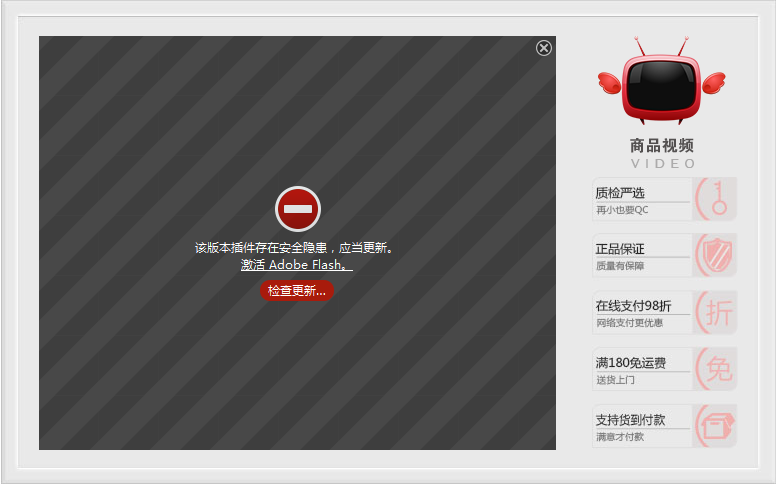 该版本插件存在安全隐患，应当更新。
激活 Adobe Flash。
检查更新...
商品视频
VIDEO
质检严选
再小也要QC
正品保证
质量有保障
在线支付98折
网络支付更优惠
折
满180免运费
送货上门
免
支持货到付款
满意才付款